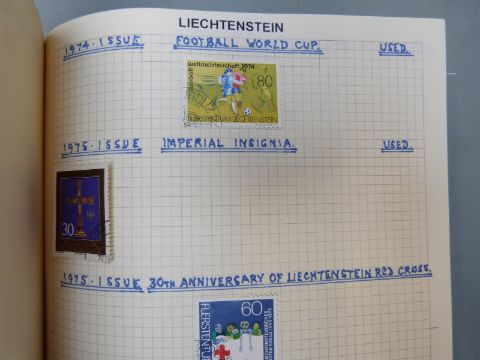 LIECHTENSTEIN
1974. ISSUE FOOTBALL WORLD CUP. USED.
fussball weltmeisterschaft 1974
80
FÜRSTENTUM LIECHTENSTEIN
1975. ISSUE IMPERIAL INSIGNIA. USED.
30
1975. ISSUE 30TH ANNIVERSARY OF LIECHTENSTEIN RED CROSS.
60